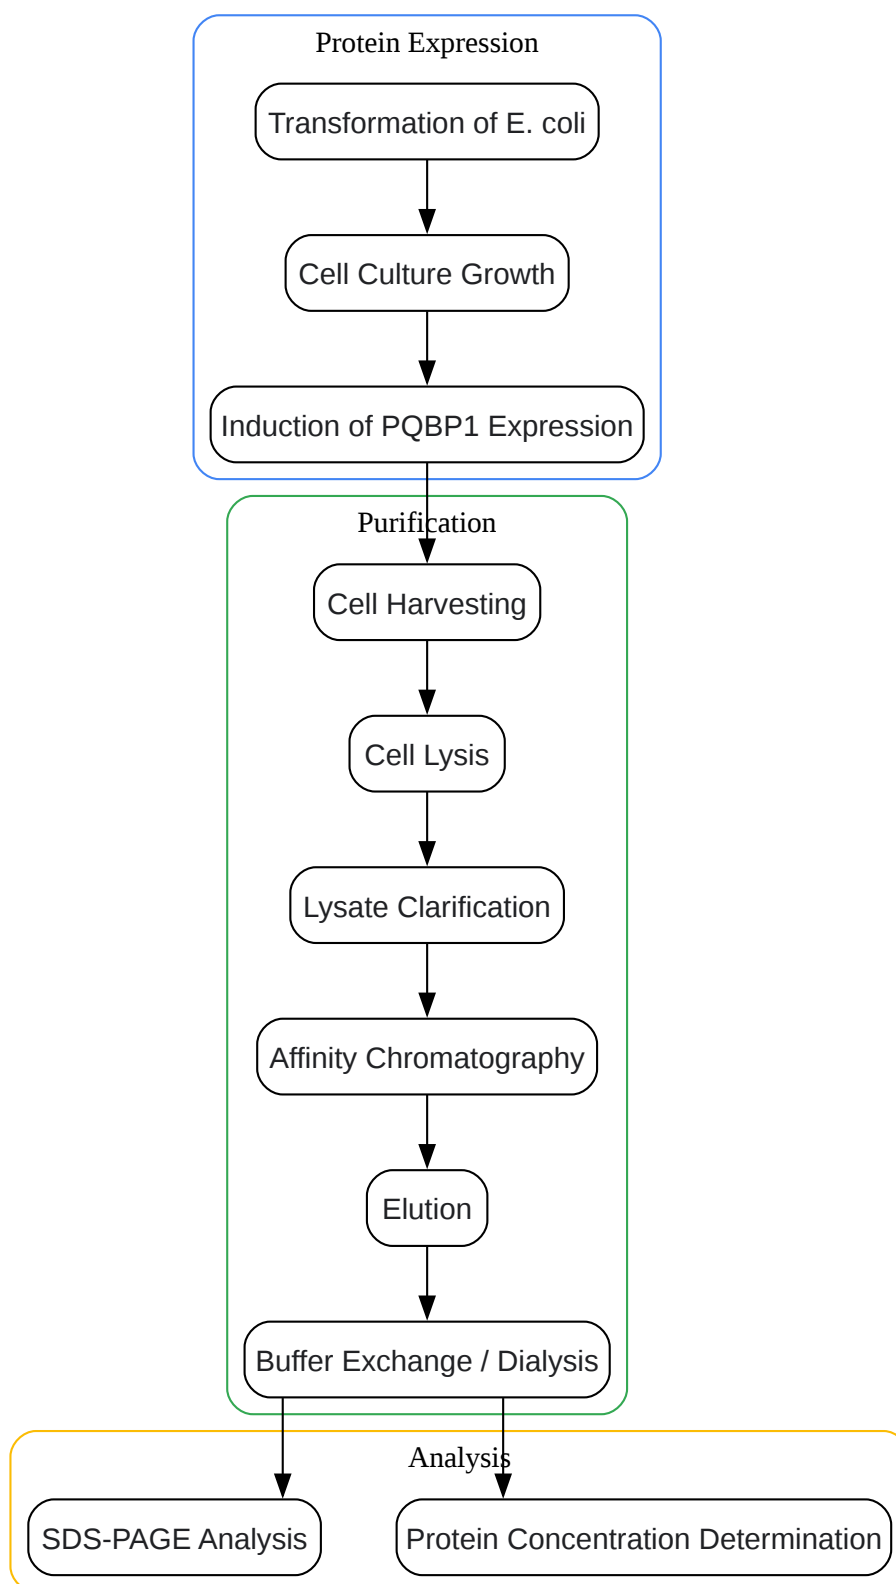 Protein Expression
Transformation of E. coli
Cell Culture Growth
Induction of PQBP1 Expression
Purification
Cell Harvesting
Cell Lysis
Lysate Clarification
Affinity Chromatography
Elution
Buffer Exchange / Dialysis
Analysis
SDS-PAGE Analysis
Protein Concentration Determination